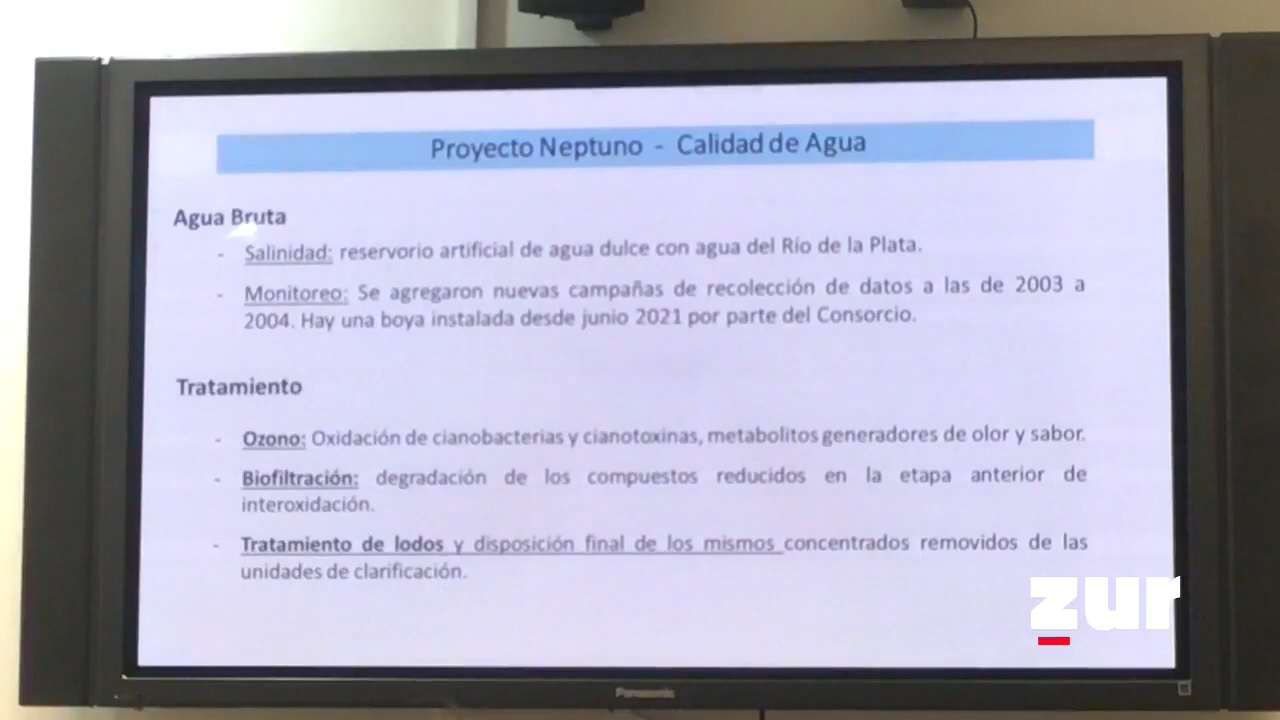 Proyecto Neptuno - Calidad de Agua
Agua Bruta
- Salinidad: reservorio artificial de agua dulce con agua del Río de la Plata.
- Monitoreo: Se agregaron nuevas campañas de recolección de datos a las de 2003 a
2004. Hay una boya instalada desde junio 2021 por parte del Consorcio.
Tratamiento
- Ozono: Oxidación de cianobacterias y cianotoxinas, metabolitos generadores de olor y sabor.
- Biofiltración: degradación de los compuestos reducidos en la etapa anterior de
interoxidación.
- Tratamiento de lodos y disposición final de los mismos concentrados removidos de las
unidades de clarificación.
zur
Panasonic